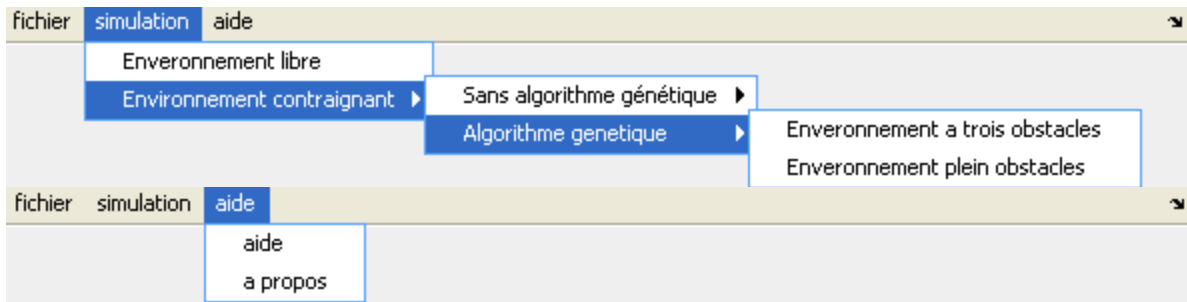 fichier simulation aide
Enveronnement libre
Environnement contraignant
Sans algorithme génétique
Algorithme genetique
Enveronnement a trois obstacles
Enveronnement plein obstacles
fichier simulation aide
aide
a propos